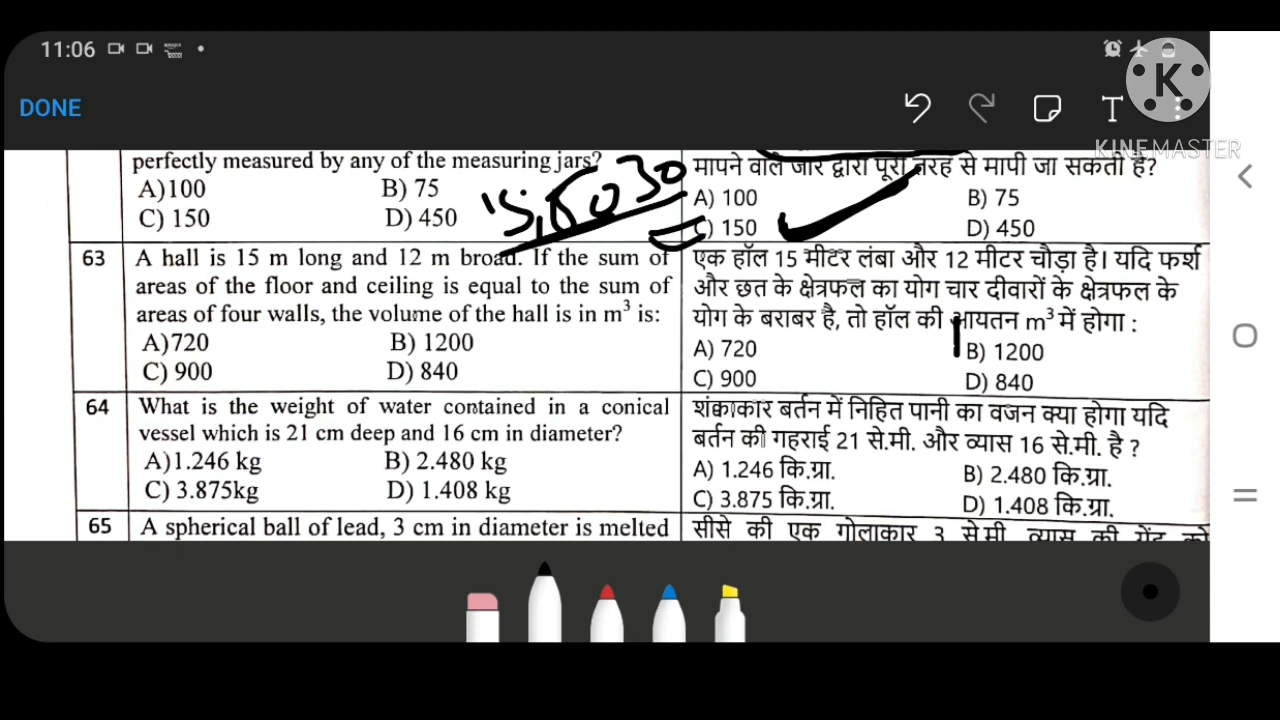 11:06
DONE
T
K
KINEMASTER
perfectly measured by any of the measuring jars?
A)100 B) 75
C) 150 D) 450
15,
30
मापने वाले जार द्वारा पूरी तरह से मापी जा सकती है?
A) 100 B) 75
C) 150 D) 450
63 A hall is 15 m long and 12 m broad. If the sum of
areas of the floor and ceiling is equal to the sum of
areas of four walls, the volume of the hall is in m³ is:
A)720 B) 1200
C) 900 D) 840
एक हॉल 15 मीटर लंबा और 12 मीटर चौड़ा है। यदि फर्श
और छत के क्षेत्रफल का योग चार दीवारों के क्षेत्रफल के
योग के बराबर है, तो हॉल की आयतन m³ में होगा :
A) 720 B) 1200
C) 900 D) 840
64 What is the weight of water contained in a conical
vessel which is 21 cm deep and 16 cm in diameter?
A)1.246 kg B) 2.480 kg
C) 3.875kg D) 1.408 kg
शंक्वाकार बर्तन में निहित पानी का वजन क्या होगा यदि
बर्तन की गहराई 21 से.मी. और व्यास 16 से.मी. है ?
A) 1.246 कि.ग्रा. B) 2.480 कि.ग्रा.
C) 3.875 कि.ग्रा. D) 1.408 कि.ग्रा.
65 A spherical ball of lead, 3 cm in diameter is melted
सीसे की एक गोलाकार 3 से.मी. व्यास की गेंद को